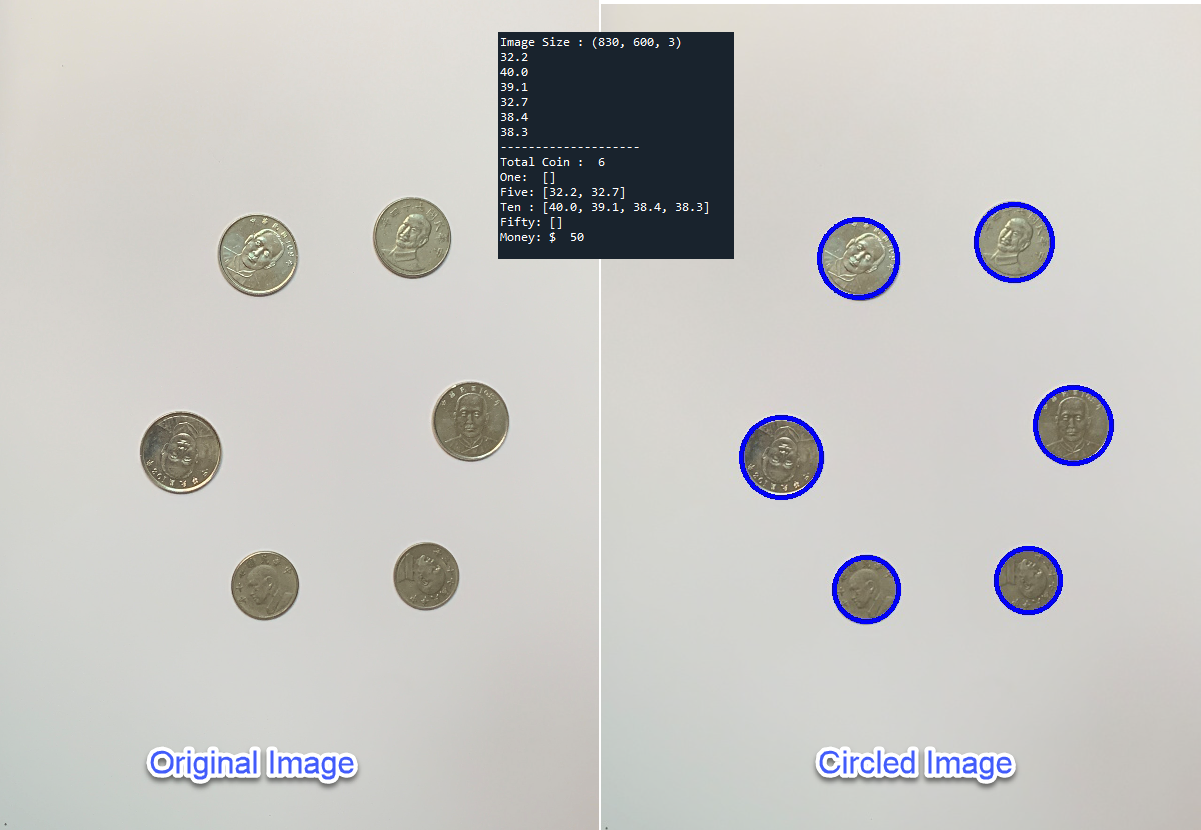 Image Size : (830, 600, 3)
32.2
40.0
39.1
32.7
38.4
38.3
--------------------
Total Coin :  6
One:  []
Five: [32.2, 32.7]
Ten : [40.0, 39.1, 38.4, 38.3]
Fifty: []
Money: $  50
Original Image
Circled Image